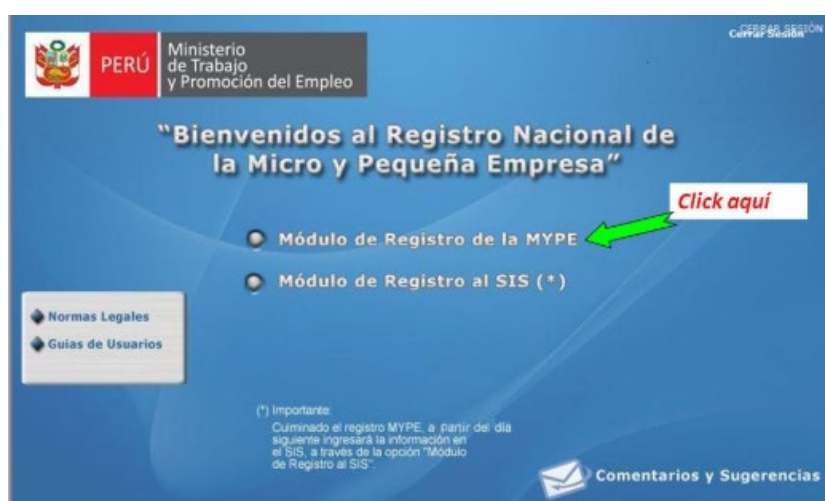 CERRAR SESIÓN
Cerrar Sesión
PERÚ
Ministerio
de Trabajo
y Promoción del Empleo
"Bienvenidos al Registro Nacional de
la Micro y Pequeña Empresa"
Click aquí
Módulo de Registro de la MYPE
Módulo de Registro al SIS (*)
Normas Legales
Guias de Usuarios
(*) Importante:
Culminado el registro MYPE, a partir del día
siguiente ingresará la información en
el SIS, a través de la opción "Módulo
de Registro al SIS".
Comentarios y Sugerencias